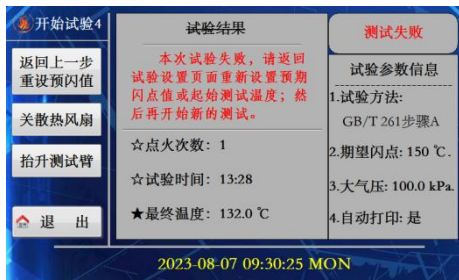 开始试验4
返回上一步
重设预闪值
关散热风扇
抬升测试臂
退 出
试验结果
本次试验失败，请返回
试验设置页面重新设置预期
闪点值或起始测试温度；然
后再开始新的测试。
☆点火次数：1
☆试验时间：13:28
★最终温度：132.0 ℃
测试失败
试验参数信息
1.试验方法:
GB/T 261步骤A
2.期望闪点: 150 ℃.
3.大气压: 100.0 kPa.
4.自动打印: 是
2023-08-07 09:30:25 MON